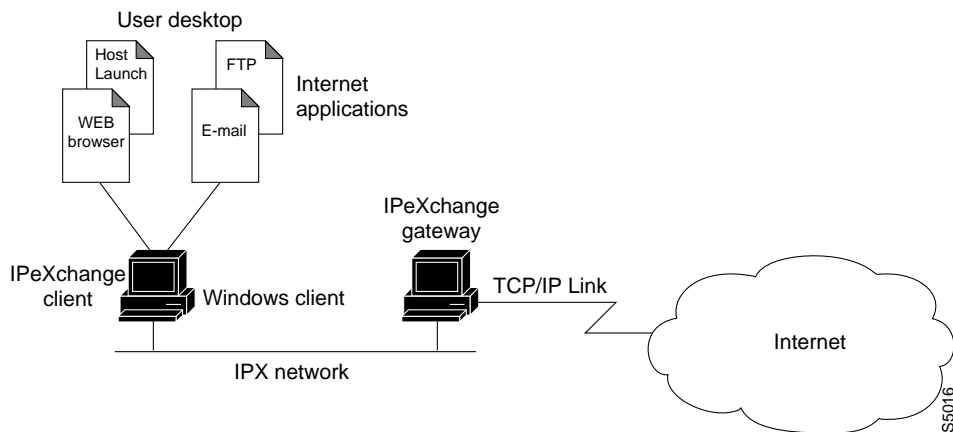 User desktop
Host
Launch
FTP
WEB
browser
E-mail
Internet
applications
IPeXchange
gateway
IPeXchange
client
Windows client
TCP/IP Link
Internet
IPX network
S5016